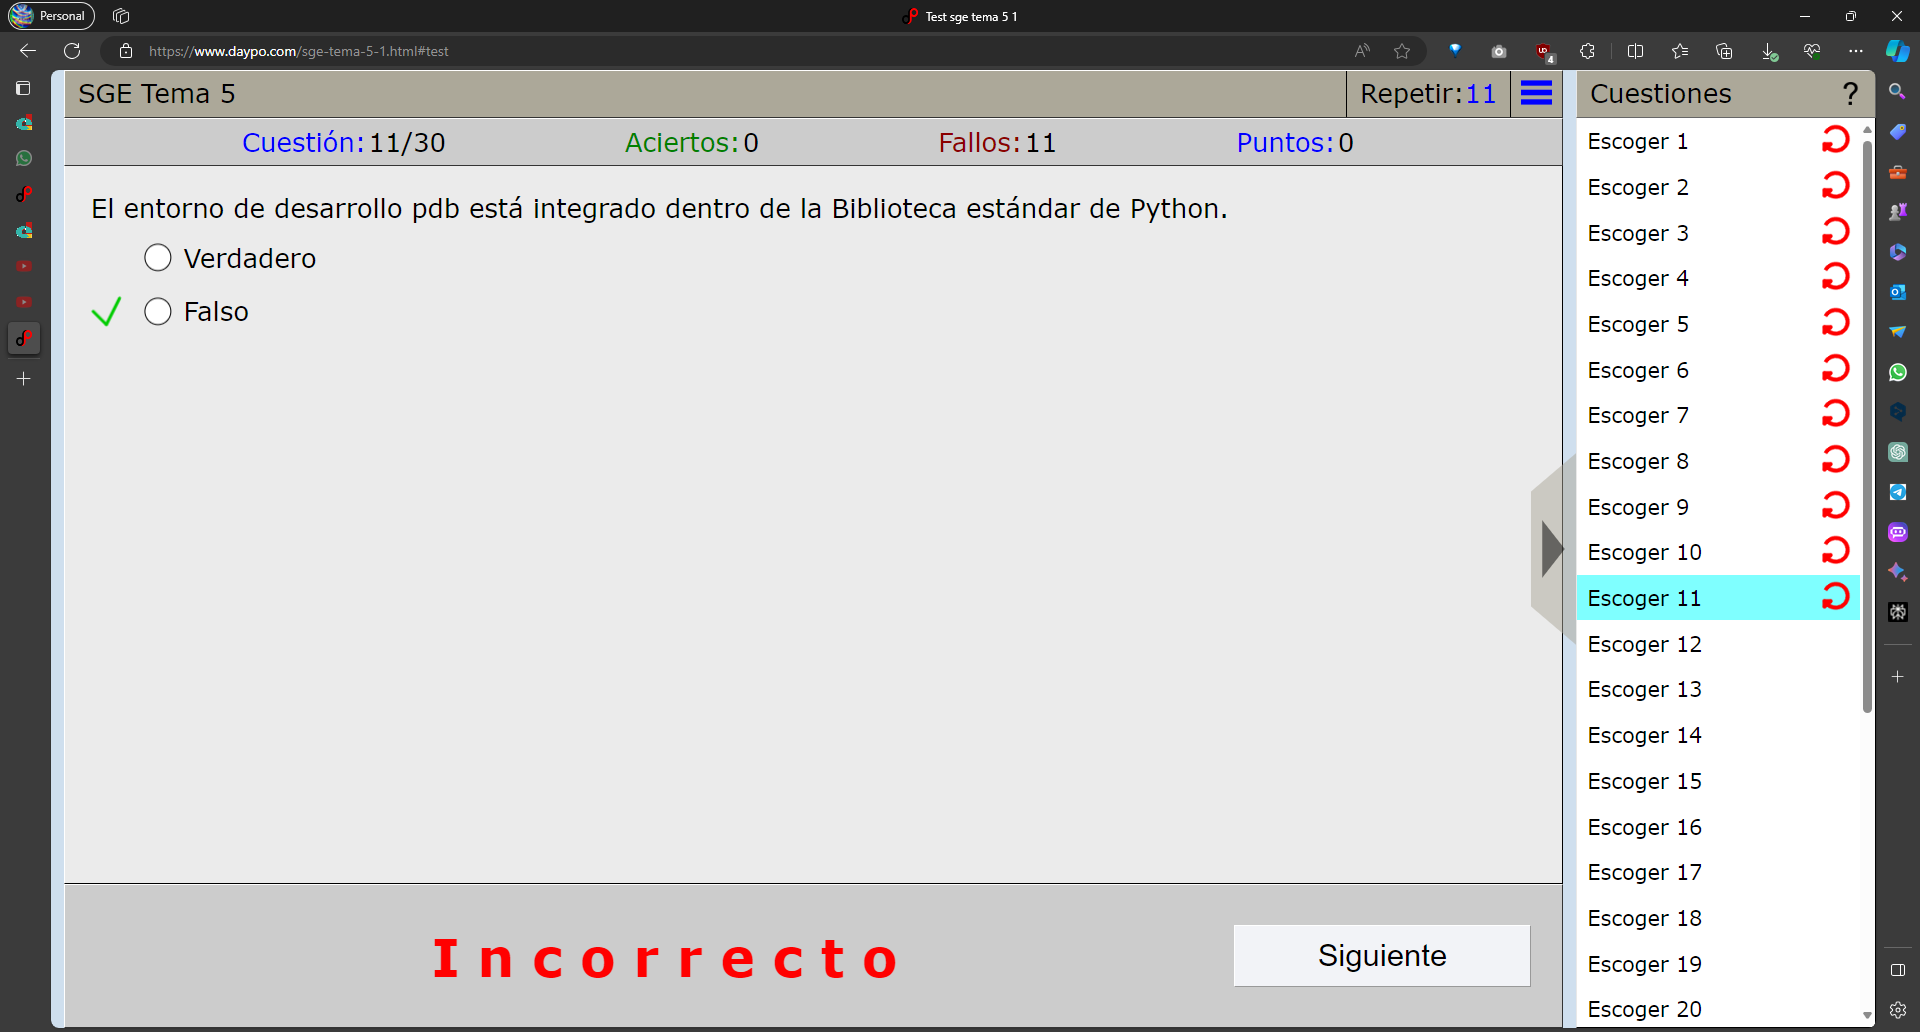 Personal
Test sge tema 5 1
https://www.daypo.com/sge-tema-5-1.html#test
4
SGE Tema 5
Repetir:11
Cuestiones
?
Cuestión:11/30
Aciertos:0
Fallos:11
Puntos:0
El entorno de desarrollo pdb está integrado dentro de la Biblioteca estándar de Python.
Verdadero
Falso
Incorrecto
Siguiente
Escoger 1
Escoger 2
Escoger 3
Escoger 4
Escoger 5
Escoger 6
Escoger 7
Escoger 8
Escoger 9
Escoger 10
Escoger 11
Escoger 12
Escoger 13
Escoger 14
Escoger 15
Escoger 16
Escoger 17
Escoger 18
Escoger 19
Escoger 20